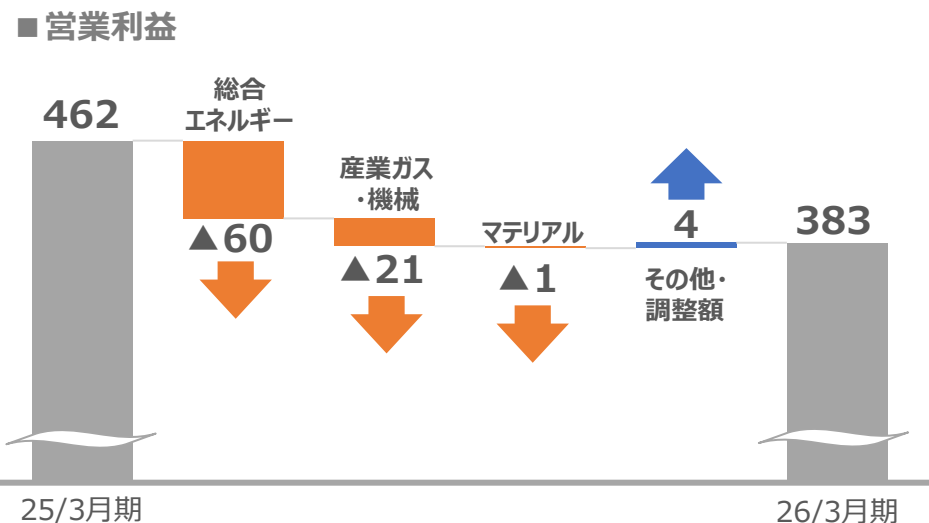 ■ 営業利益
462
総合
エネルギー
▲60
産業ガス
・機械
▲21
マテリアル
▲1
4
その他・
調整額
383
25/3月期
26/3月期